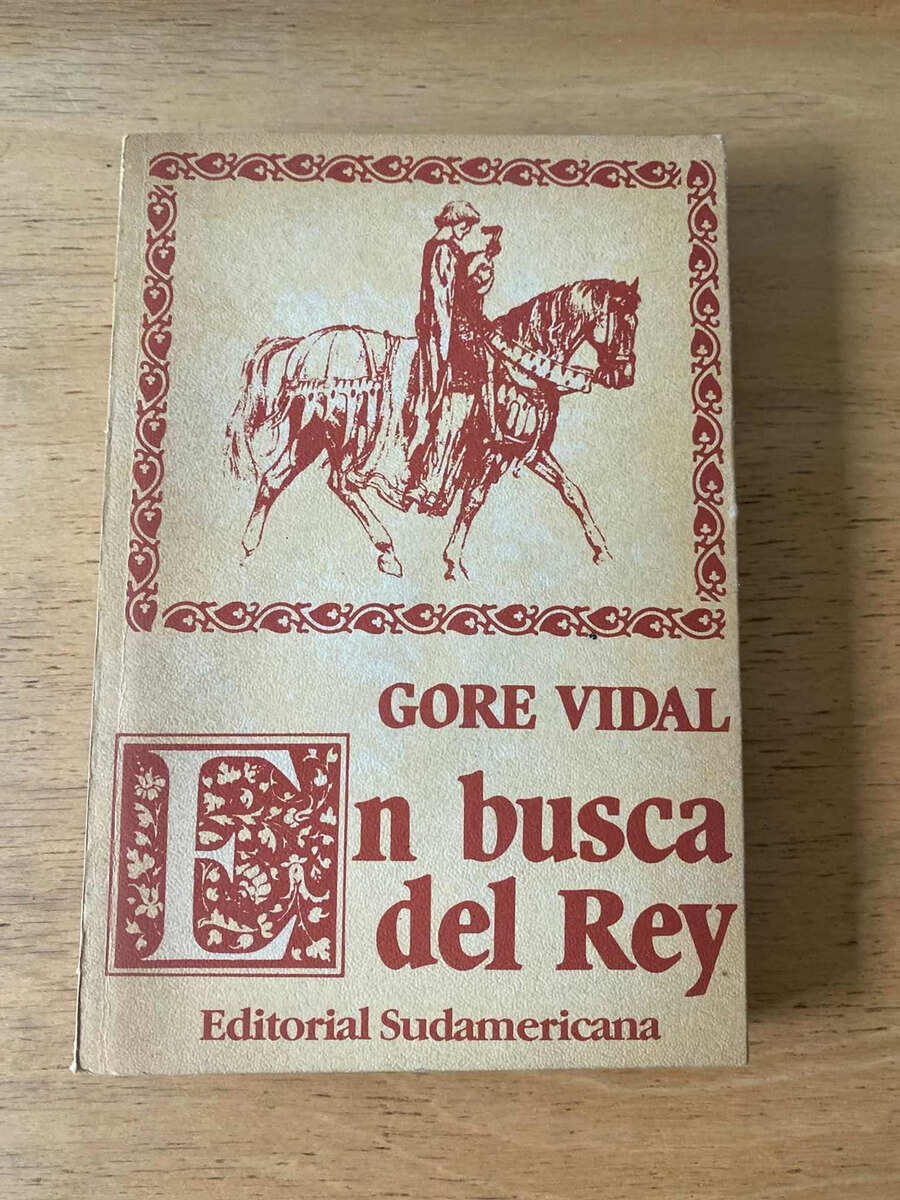 GORE VIDAL
En busca
del Rey
Editorial Sudamericana